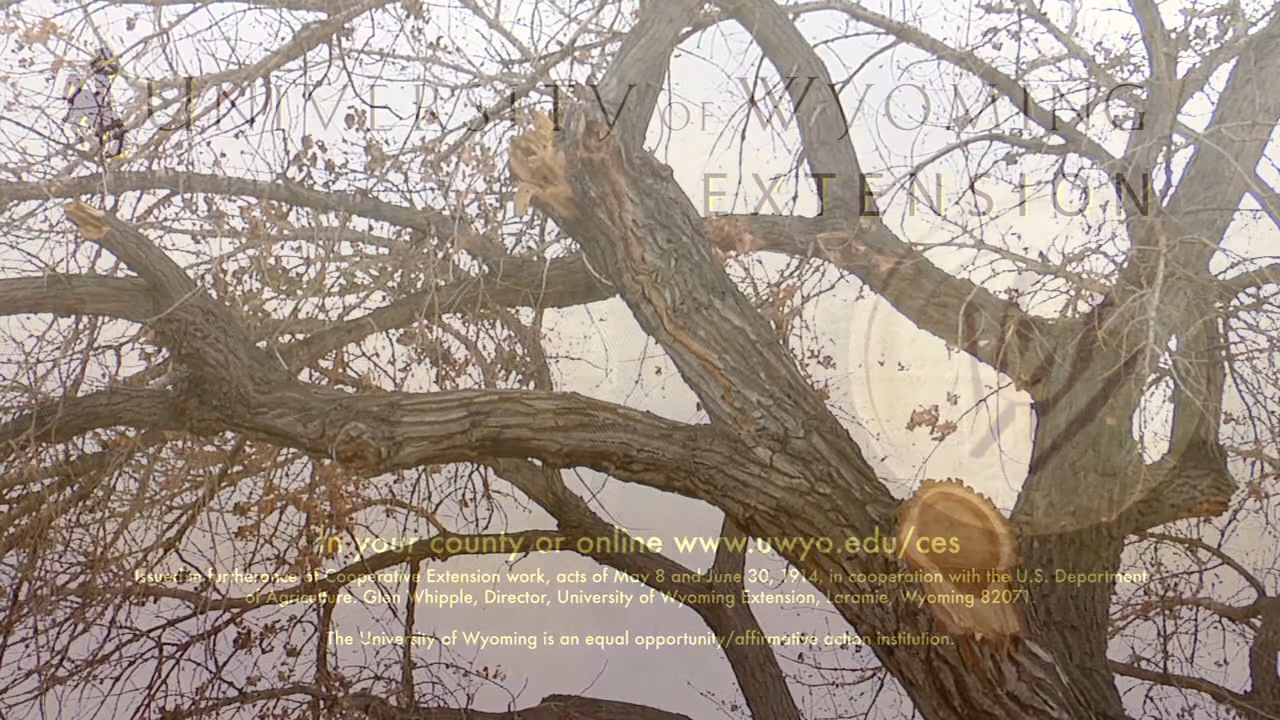 UNIVERSITY OF WYOMING
EXTENSION
In your county or online www.uwyo.edu/ces
Issued in furtherance of Cooperative Extension work, acts of May 8 and June 30, 1914, in cooperation with the U.S. Department
of Agriculture. Glen Whipple, Director, University of Wyoming Extension, Laramie, Wyoming 82071.
The University of Wyoming is an equal opportunity/affirmative action institution.